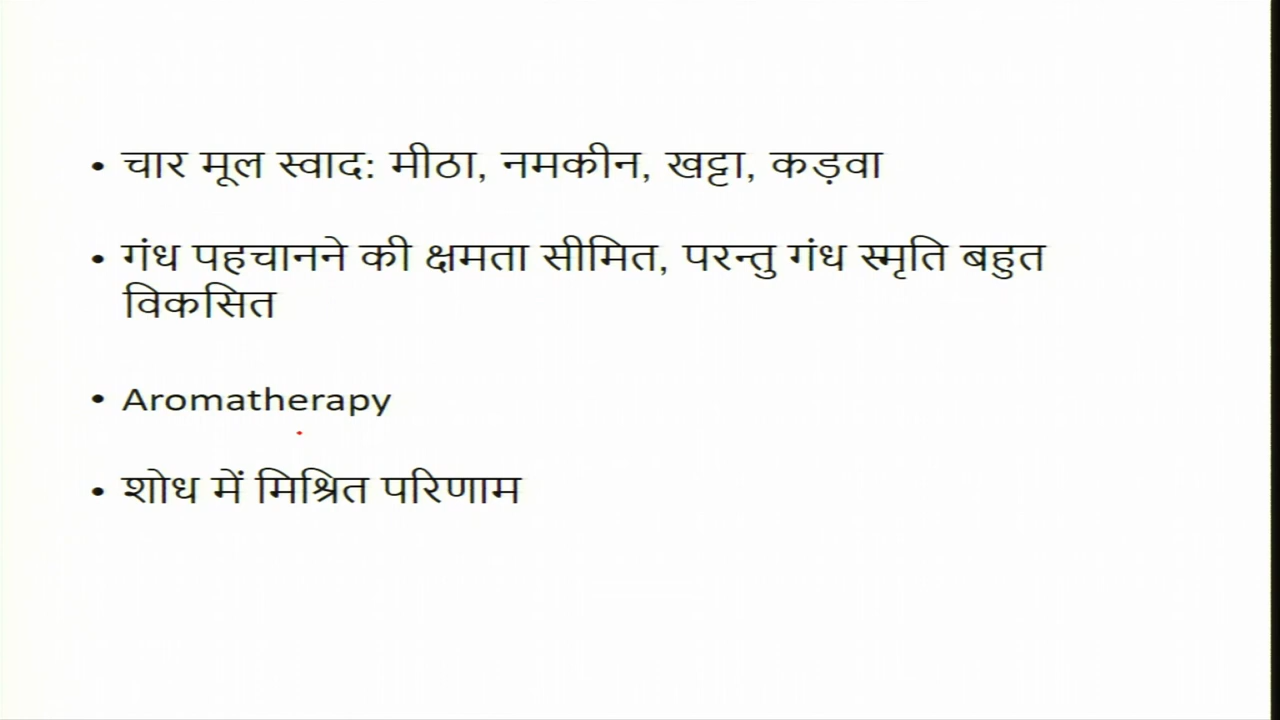 • चार मूल स्वाद: मीठा, नमकीन, खट्टा, कड़वा
• गंध पहचानने की क्षमता सीमित, परन्तु गंध स्मृति बहुत
विकसित
• Aromatherapy
• शोध में मिश्रित परिणाम